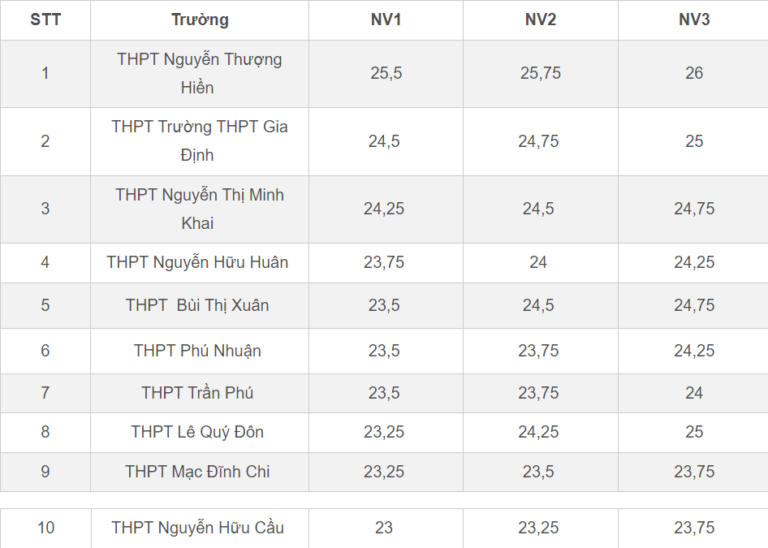 STT Trường NV1 NV2 NV3
1 THPT Nguyễn Thượng Hiền 25,5 25,75 26
2 THPT Trường THPT Gia Định 24,5 24,75 25
3 THPT Nguyễn Thị Minh Khai 24,25 24,5 24,75
4 THPT Nguyễn Hữu Huân 23,75 24 24,25
5 THPT Bùi Thị Xuân 23,5 24,5 24,75
6 THPT Phú Nhuận 23,5 23,75 24,25
7 THPT Trần Phú 23,5 23,75 24
8 THPT Lê Quý Đôn 23,25 24,25 25
9 THPT Mạc Đĩnh Chi 23,25 23,5 23,75
10 THPT Nguyễn Hữu Cầu 23 23,25 23,75